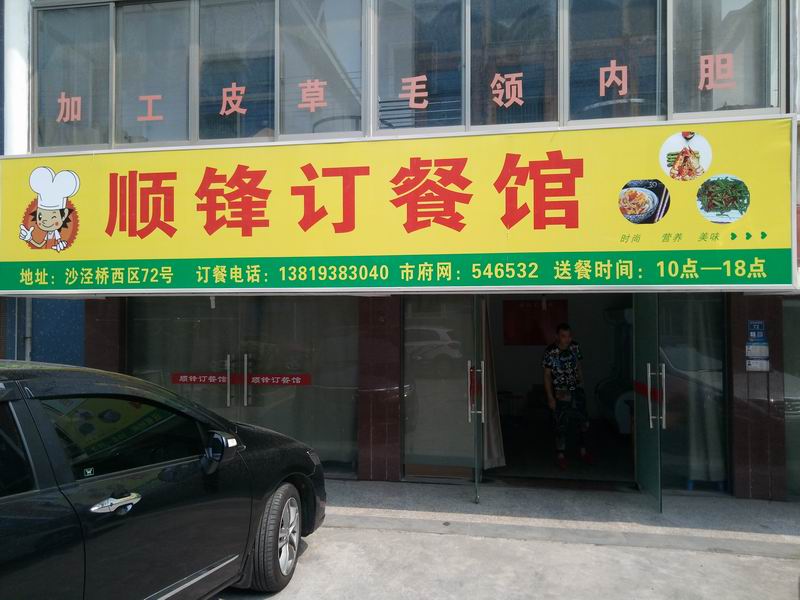 加工皮草毛领内胆
顺锋订餐馆
时尚 营养 美味
地址：沙泾桥西区72号 订餐电话：13819383040 市府网：546532 送餐时间：10点—18点
顺锋订餐馆 顺锋订餐馆